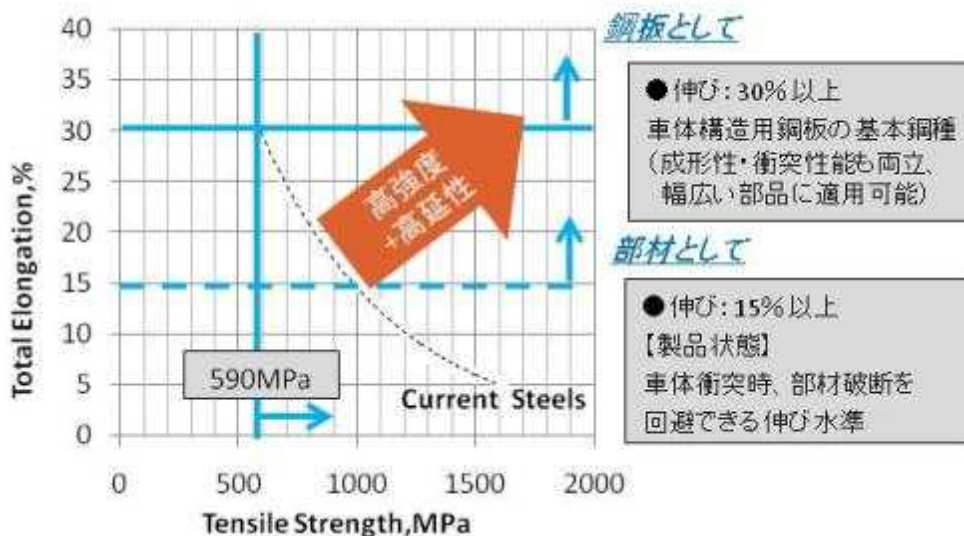 40
35
30
25
20
15
10
5
0
Total Elongation,%
0
500
1000
1500
2000
Tensile Strength,MPa
590MPa
Current Steels
高強度
+高延性
鋼板として
●伸び:30%以上
車体構造用鋼板の基本鋼種
(成形性・衝突性能も両立、
幅広い部品に適用可能)
部材として
●伸び:15%以上
【製品状態】
車体衝突時、部材破断を
回避できる伸び水準